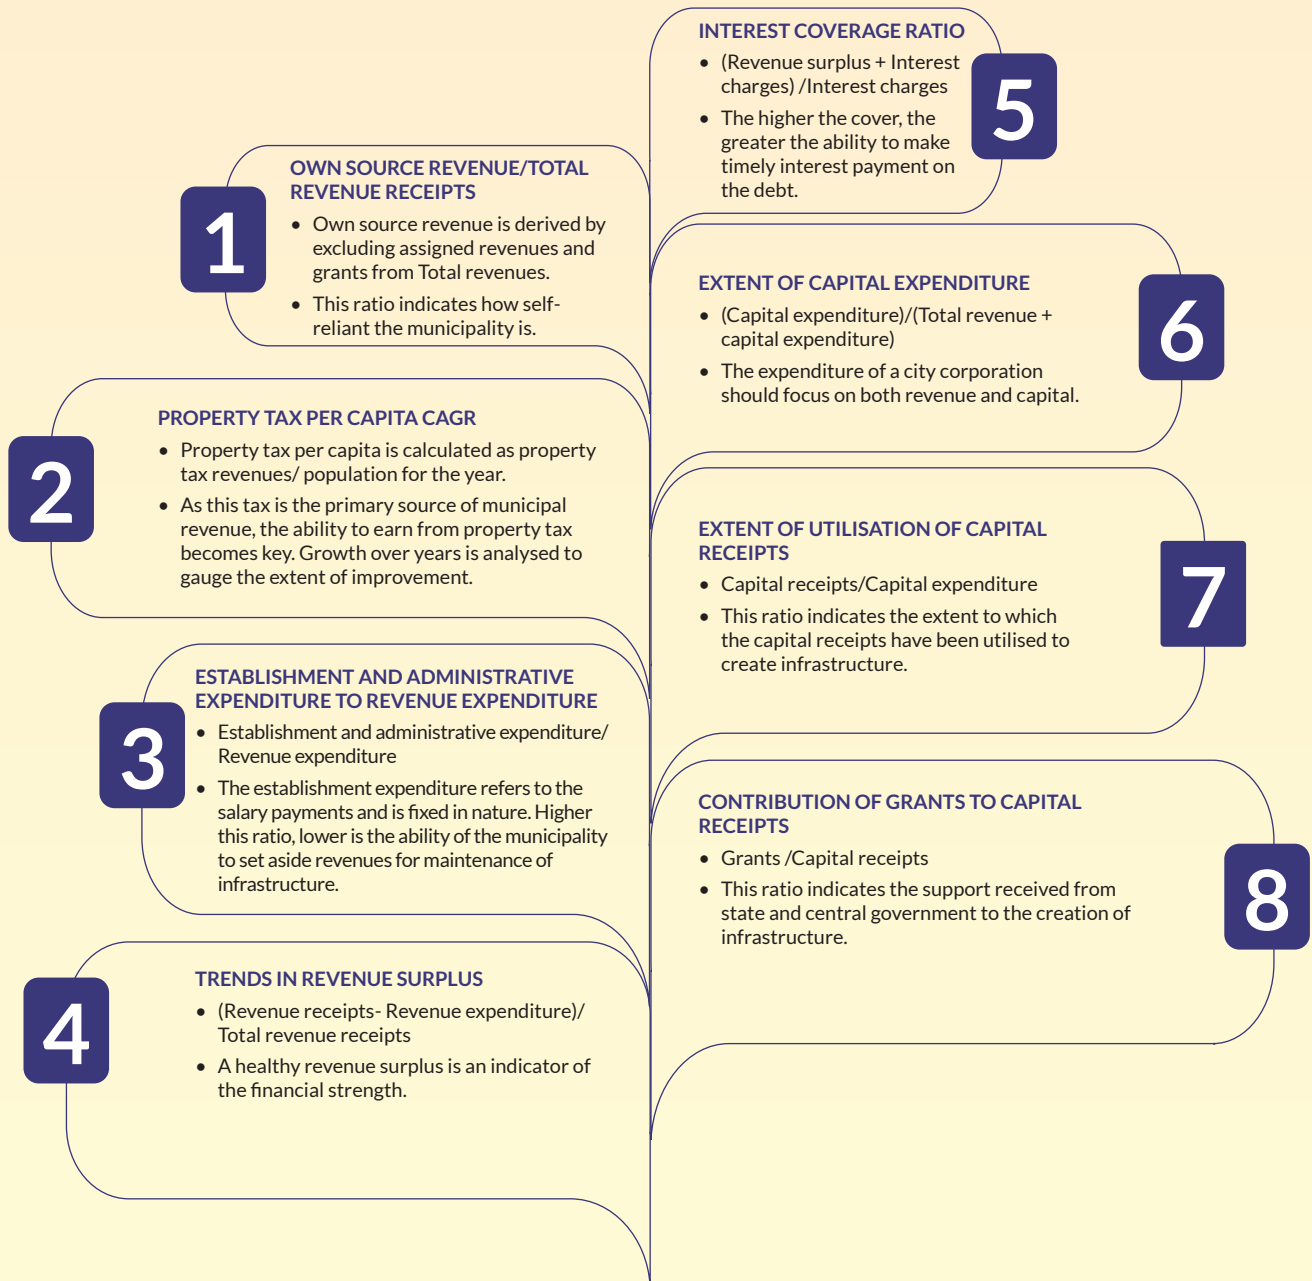 1
OWN SOURCE REVENUE/TOTAL
REVENUE RECEIPTS
• Own source revenue is derived by
excluding assigned revenues and
grants from Total revenues.
• This ratio indicates how self-
reliant the municipality is.
2
PROPERTY TAX PER CAPITA CAGR
• Property tax per capita is calculated as property
tax revenues/ population for the year.
• As this tax is the primary source of municipal
revenue, the ability to earn from property tax
becomes key. Growth over years is analysed to
gauge the extent of improvement.
3
ESTABLISHMENT AND ADMINISTRATIVE
EXPENDITURE TO REVENUE EXPENDITURE
• Establishment and administrative expenditure/
Revenue expenditure
• The establishment expenditure refers to the
salary payments and is fixed in nature. Higher
this ratio, lower is the ability of the municipality
to set aside revenues for maintenance of
infrastructure.
4
TRENDS IN REVENUE SURPLUS
• (Revenue receipts- Revenue expenditure)/
Total revenue receipts
• A healthy revenue surplus is an indicator of
the financial strength.
INTEREST COVERAGE RATIO
• (Revenue surplus + Interest
charges) /Interest charges
• The higher the cover, the
greater the ability to make
timely interest payment on
the debt.
5
EXTENT OF CAPITAL EXPENDITURE
• (Capital expenditure)/(Total revenue +
capital expenditure)
• The expenditure of a city corporation
should focus on both revenue and capital.
6
EXTENT OF UTILISATION OF CAPITAL
RECEIPTS
• Capital receipts/Capital expenditure
• This ratio indicates the extent to which
the capital receipts have been utilised to
create infrastructure.
7
CONTRIBUTION OF GRANTS TO CAPITAL
RECEIPTS
• Grants /Capital receipts
• This ratio indicates the support received from
state and central government to the creation of
infrastructure.
8